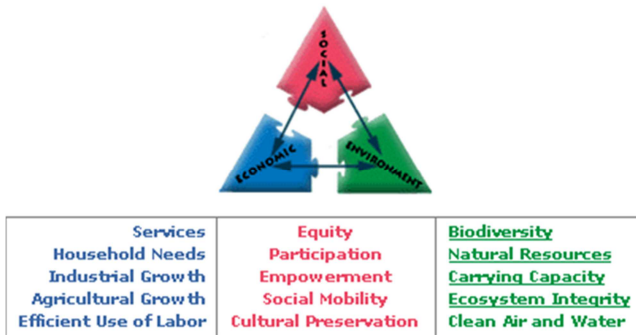 SOCIAL
ECONOMIC
ENVIRONMENT
Services
Household Needs
Industrial Growth
Agricultural Growth
Efficient Use of Labor
Equity
Participation
Empowerment
Social Mobility
Cultural Preservation
Biodiversity
Natural Resources
Carrying Capacity
Ecosystem Integrity
Clean Air and Water